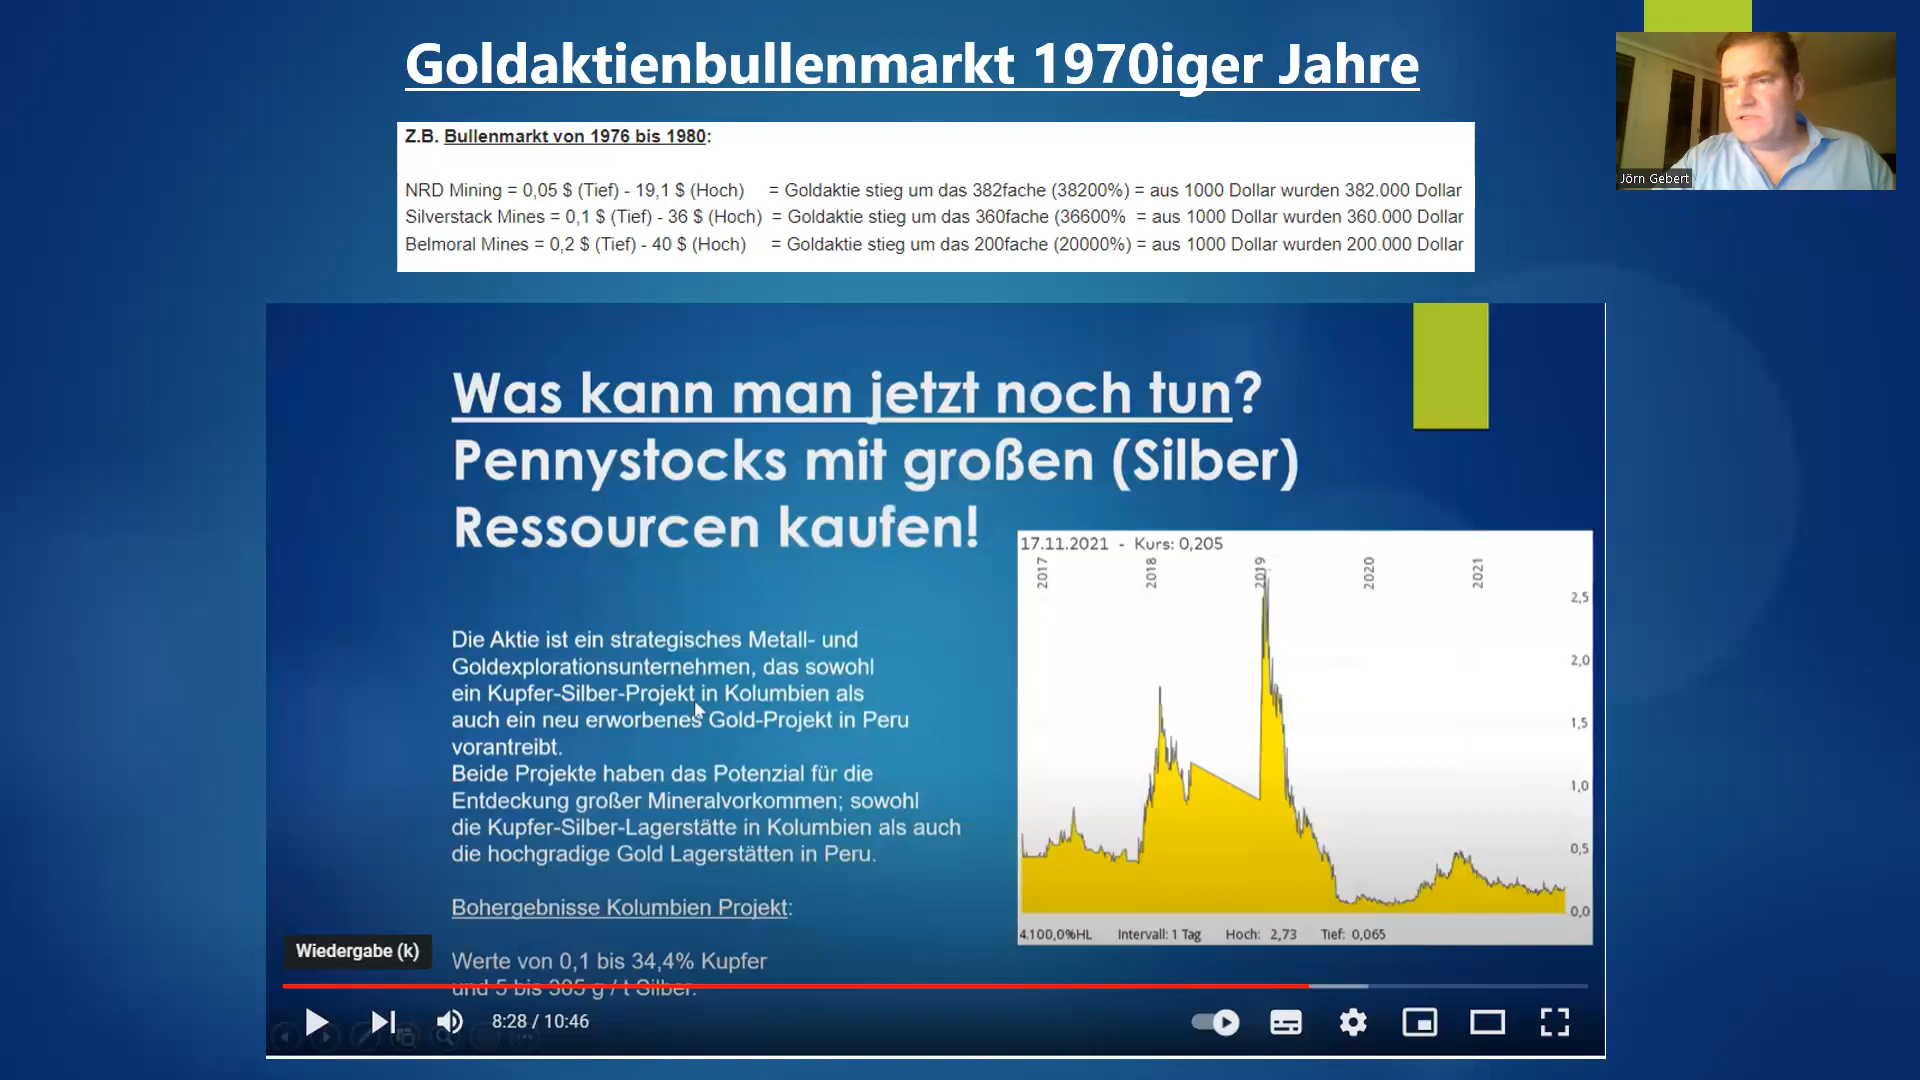 Goldaktienbullenmarkt 1970iger Jahre
Jörn Gebert
Z.B. Bullenmarkt von 1976 bis 1980:
NRD Mining = 0,05 $ (Tief) - 19,1 $ (Hoch) = Goldaktie stieg um das 382fache (38200%) = aus 1000 Dollar wurden 382.000 Dollar
Silverstack Mines = 0,1 $ (Tief) - 36 $ (Hoch) = Goldaktie stieg um das 360fache (36600% = aus 1000 Dollar wurden 360.000 Dollar
Belmoral Mines = 0,2 $ (Tief) - 40 $ (Hoch) = Goldaktie stieg um das 200fache (20000%) = aus 1000 Dollar wurden 200.000 Dollar
Was kann man jetzt noch tun?
Pennystocks mit großen (Silber)
Ressourcen kaufen!
Die Aktie ist ein strategisches Metall- und
Goldexplorationsunternehmen, das sowohl
ein Kupfer-Silber-Projekt in Kolumbien als
auch ein neu erworbenes Gold-Projekt in Peru
vorantreibt.
Beide Projekte haben das Potenzial für die
Entdeckung großer Mineralvorkommen; sowohl
die Kupfer-Silber-Lagerstätte in Kolumbien als auch
die hochgradige Gold Lagerstätten in Peru.
Bohergebnisse Kolumbien Projekt:
Werte von 0,1 bis 34,4% Kupfer
und 5 bis 305 g / t Silber.
17.11.2021 - Kurs: 0,205
2017 2018 2019 2020 2021
2,5
2,0
1,5
1,0
0,5
0,0
4.100,0%HL Intervall: 1 Tag Hoch: 2,73 Tief: 0,065
Wiedergabe (k)
8:28 / 10:46